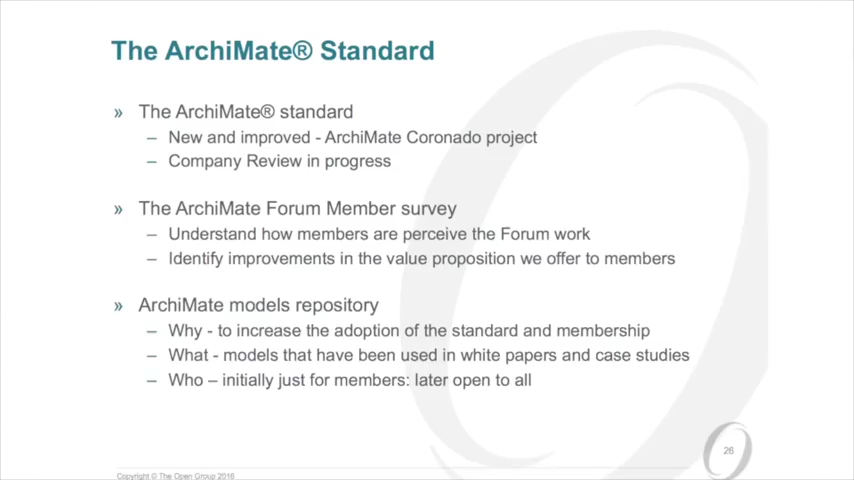 The ArchiMate® Standard
» The ArchiMate® standard
– New and improved - ArchiMate Coronado project
– Company Review in progress
» The ArchiMate Forum Member survey
– Understand how members are perceive the Forum work
– Identify improvements in the value proposition we offer to members
» ArchiMate models repository
– Why - to increase the adoption of the standard and membership
– What - models that have been used in white papers and case studies
– Who – initially just for members: later open to all
26
Copyright © The Open Group 2016